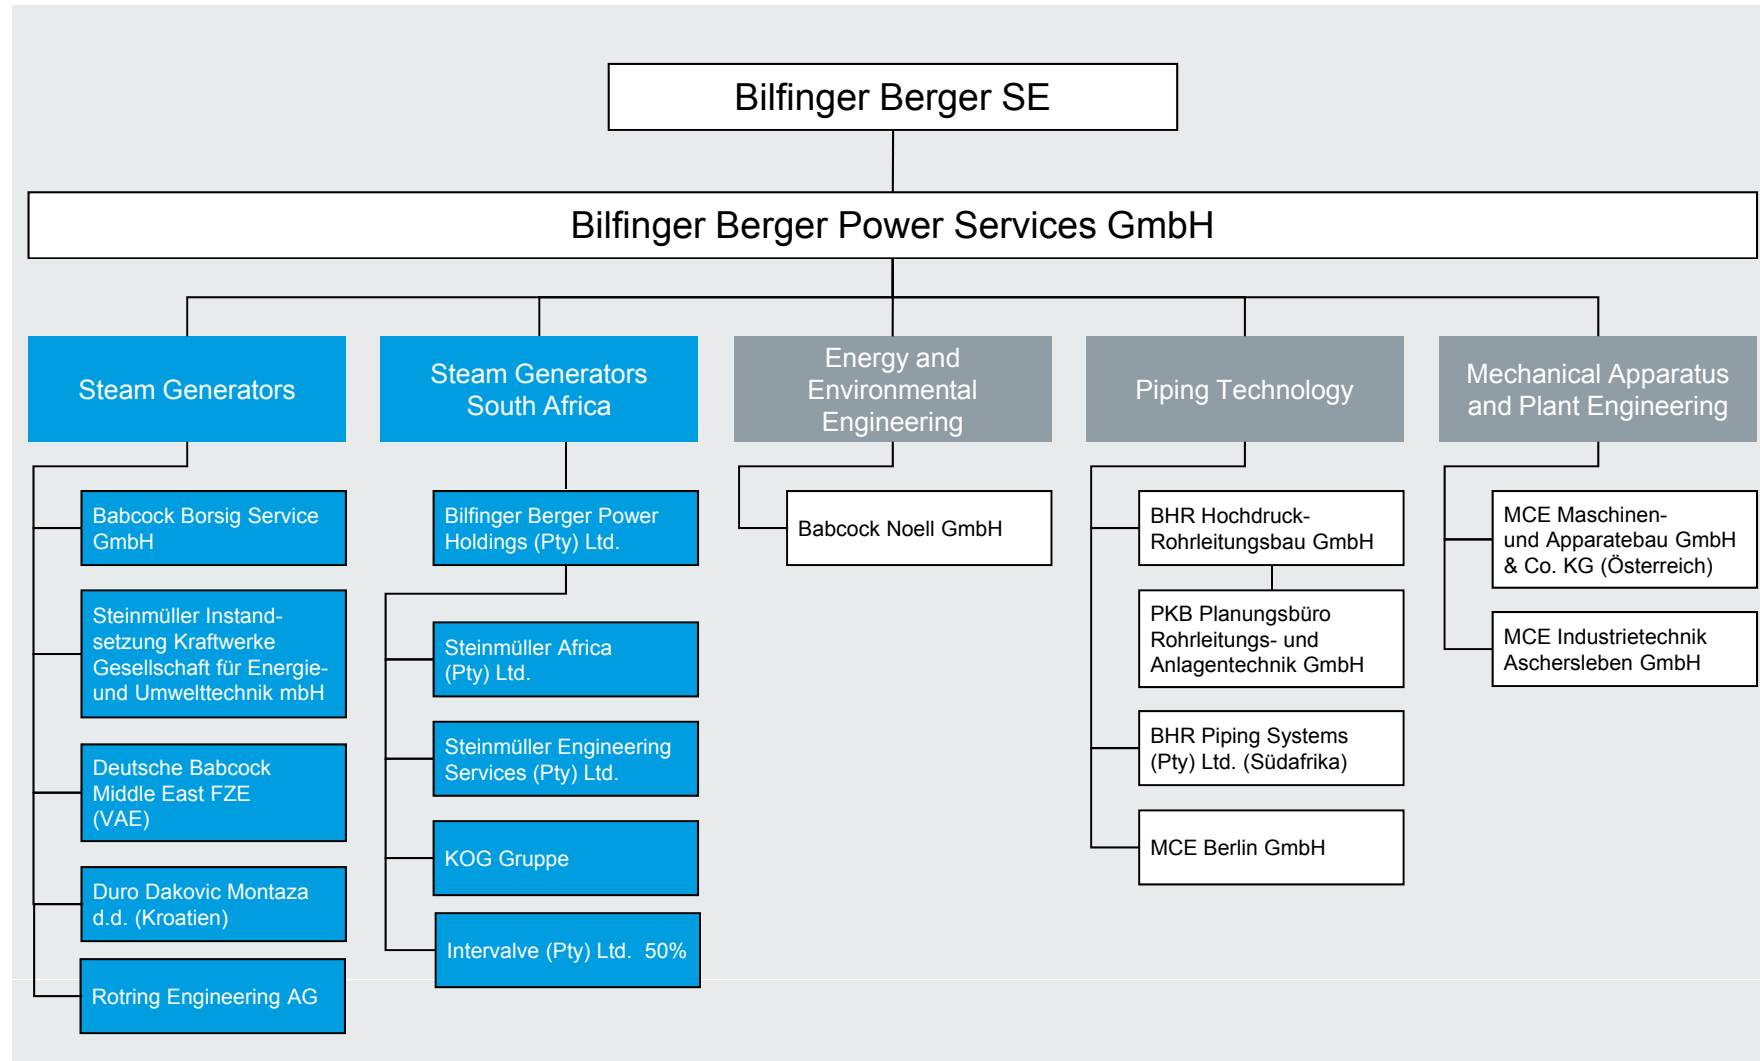 Bilfinger Berger SE
Bilfinger Berger Power Services GmbH
Steam Generators
Steam Generators
South Africa
Energy and
Environmental
Engineering
Piping Technology
Mechanical Apparatus
and Plant Engineering
Babcock Borsig Service
GmbH
Steinmüller Instand-
setzung Kraftwerke
Gesellschaft für Energie-
und Umwelttechnik mbH
Deutsche Babcock
Middle East FZE
(VAE)
Duro Dakovic Montaza
d.d. (Kroatien)
Rotring Engineering AG
Bilfinger Berger Power
Holdings (Pty) Ltd.
Steinmüller Africa
(Pty) Ltd.
Steinmüller Engineering
Services (Pty) Ltd.
KOG Gruppe
Intervalve (Pty) Ltd. 50%
Babcock Noell GmbH
BHR Hochdruck-
Rohrleitungsbau GmbH
PKB Planungsbüro
Rohrleitungs- und
Anlagentechnik GmbH
BHR Piping Systems
(Pty) Ltd. (Südafrika)
MCE Berlin GmbH
MCE Maschinen-
und Apparatebau GmbH
& Co. KG (Österreich)
MCE Industrietechnik
Aschersleben GmbH